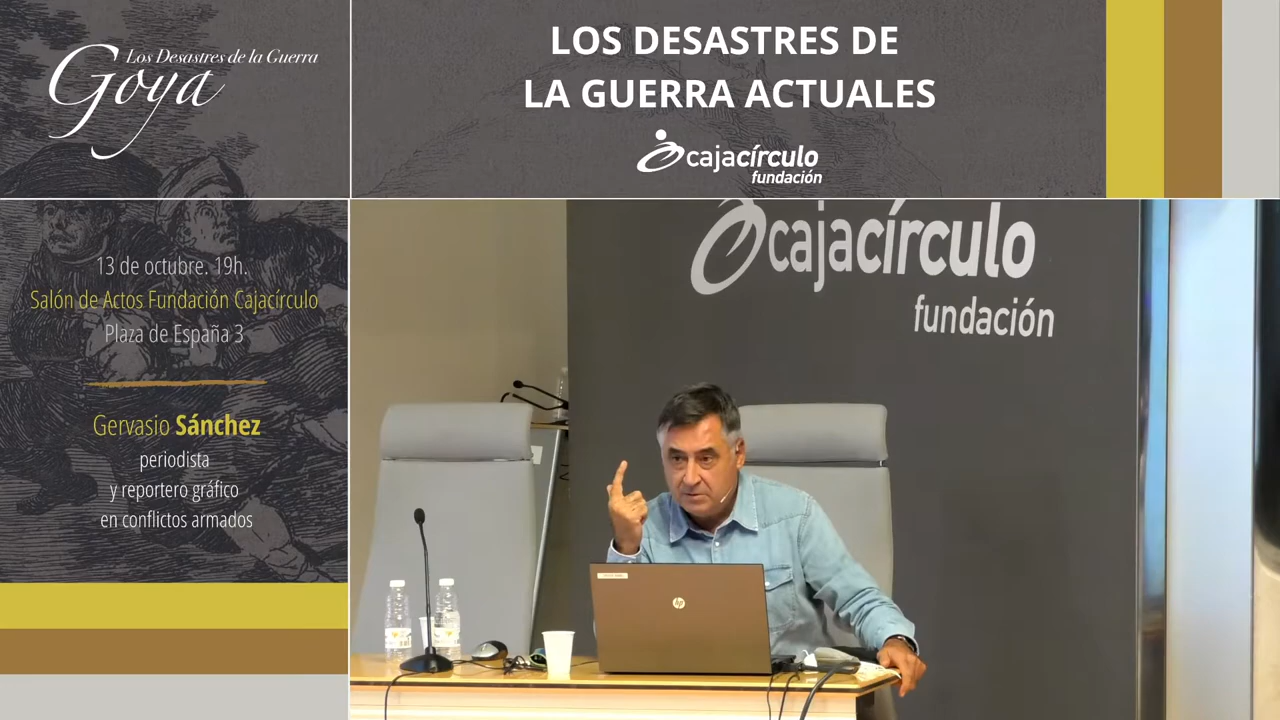 Los Desastres de la Guerra
Goya
LOS DESASTRES DE
LA GUERRA ACTUALES
cajacírculo
fundación
13 de octubre. 19h.
Salón de Actos Fundación Cajacírculo
Plaza de España 3
Gervasio Sánchez
periodista
y reportero gráfico
en conflictos armados
cajacírculo
fundación
hp